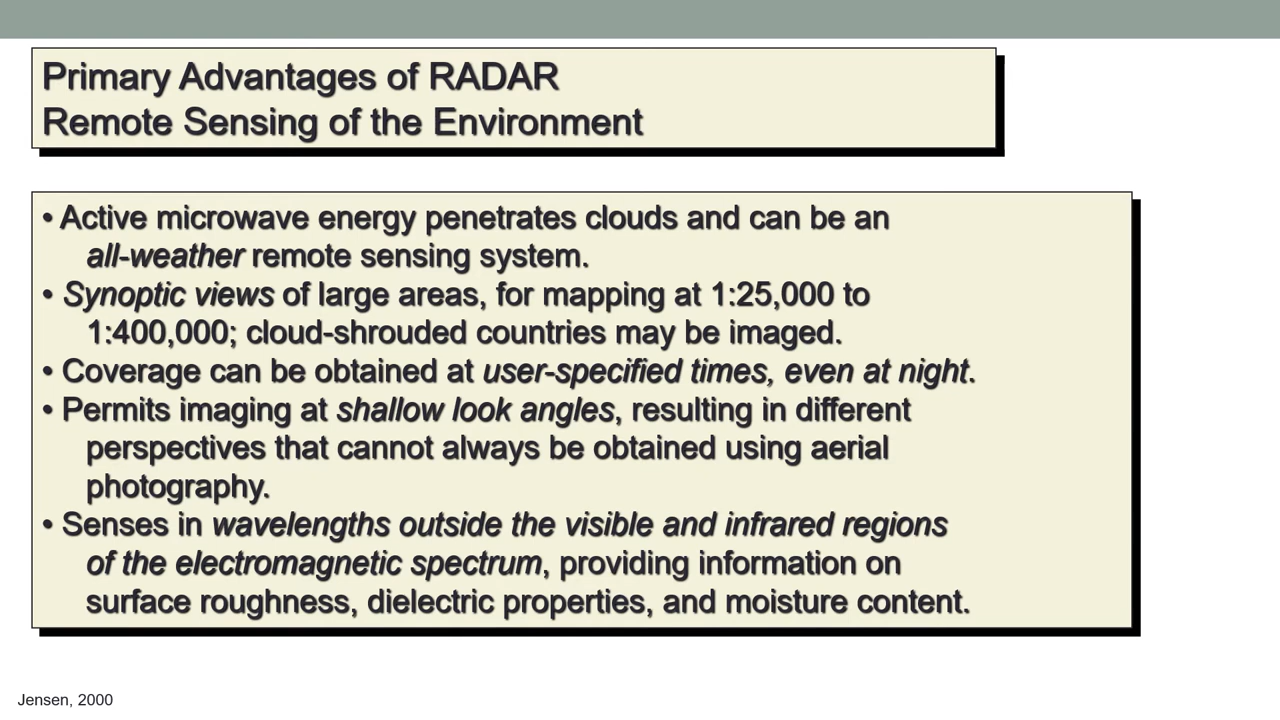 Primary Advantages of RADAR
Remote Sensing of the Environment
• Active microwave energy penetrates clouds and can be an
all-weather remote sensing system.
• Synoptic views of large areas, for mapping at 1:25,000 to
1:400,000; cloud-shrouded countries may be imaged.
• Coverage can be obtained at user-specified times, even at night.
• Permits imaging at shallow look angles, resulting in different
perspectives that cannot always be obtained using aerial
photography.
• Senses in wavelengths outside the visible and infrared regions
of the electromagnetic spectrum, providing information on
surface roughness, dielectric properties, and moisture content.
Jensen, 2000